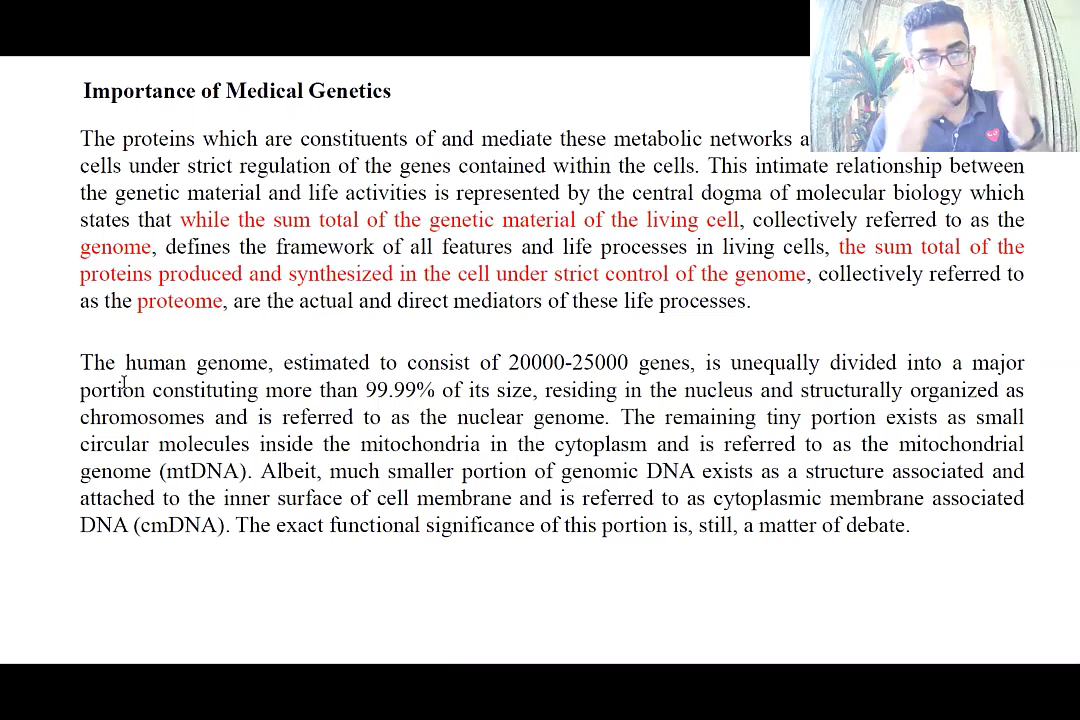 Importance of Medical Genetics
The proteins which are constituents of and mediate these metabolic networks
cells under strict regulation of the genes contained within the cells. This intimate relationship between
the genetic material and life activities is represented by the central dogma of molecular biology which
states that while the sum total of the genetic material of the living cell, collectively referred to as the
genome, defines the framework of all features and life processes in living cells, the sum total of the
proteins produced and synthesized in the cell under strict control of the genome, collectively referred to
as the proteome, are the actual and direct mediators of these life processes.
The human genome, estimated to consist of 20000-25000 genes, is unequally divided into a major
portion constituting more than 99.99% of its size, residing in the nucleus and structurally organized as
chromosomes and is referred to as the nuclear genome. The remaining tiny portion exists as small
circular molecules inside the mitochondria in the cytoplasm and is referred to as the mitochondrial
genome (mtDNA). Albeit, much smaller portion of genomic DNA exists as a structure associated and
attached to the inner surface of cell membrane and is referred to as cytoplasmic membrane associated
DNA (cmDNA). The exact functional significance of this portion is, still, a matter of debate.